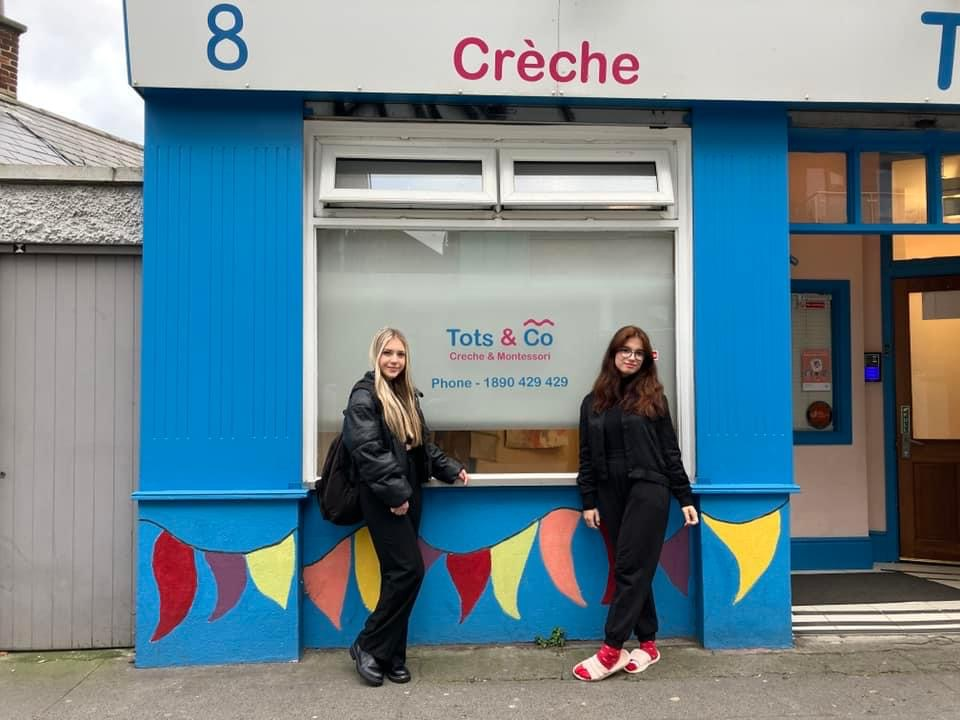 8
Crèche
T
Tots & Co
Creche & Montessori
Phone - 1890 429 429